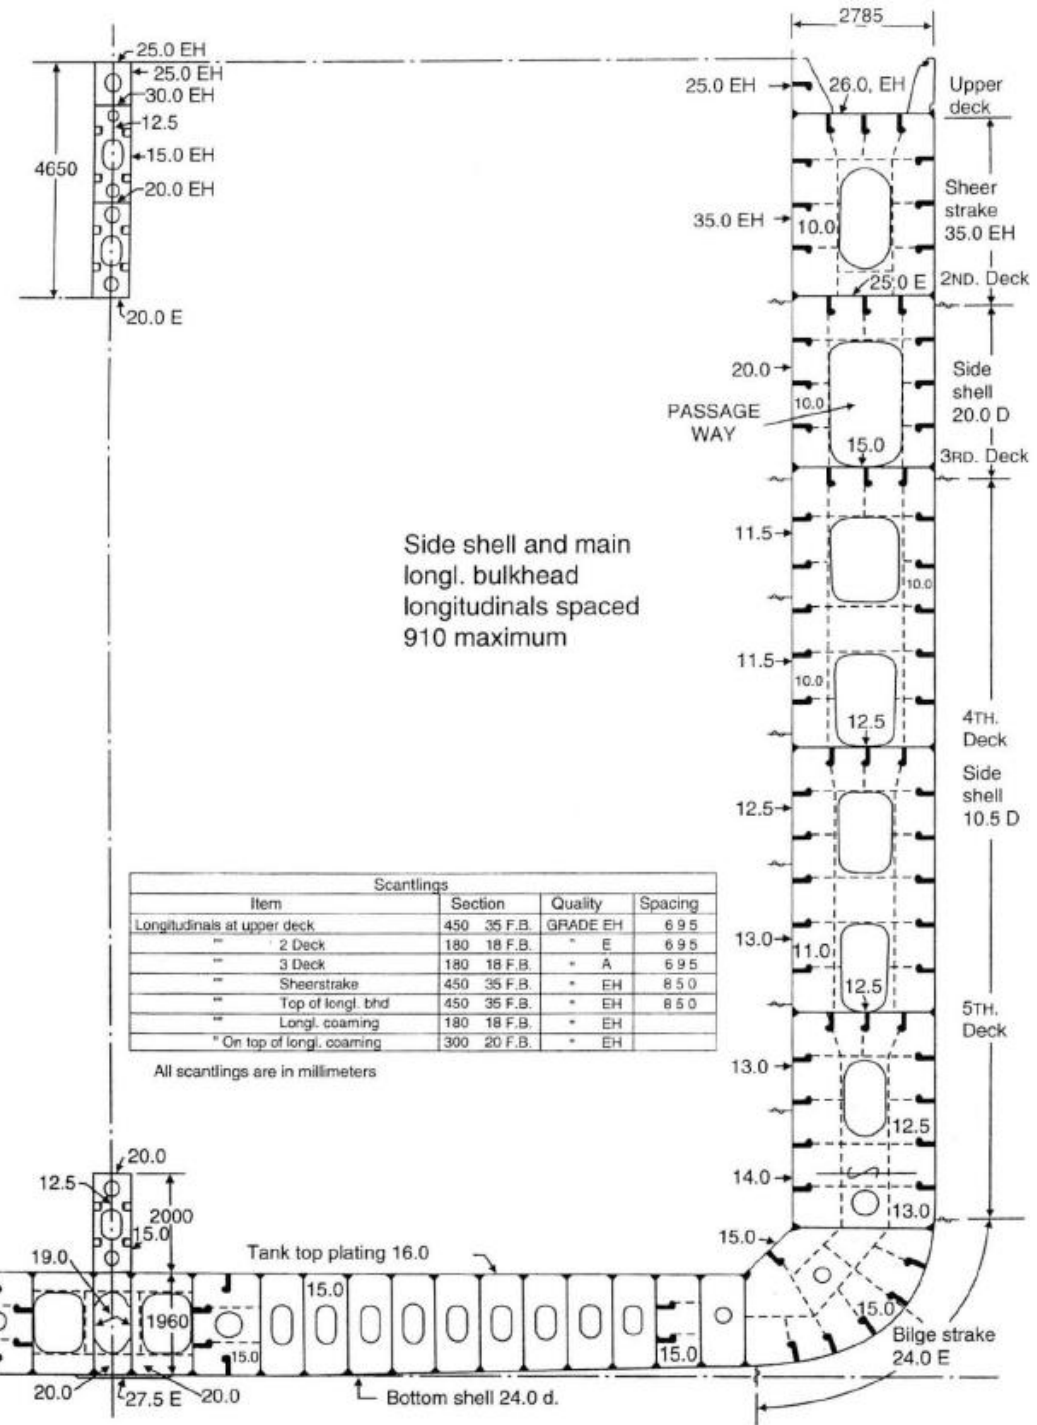 2785
25.0 EH
25.0 EH
30.0 EH
12.5
15.0 EH
4650
20.0 EH
20.0 E
25.0 EH
26.0, EH
Upper
deck
Sheer
strake
35.0 EH
35.0 EH
10.0
2ND. Deck
25.0 E
20.0
Side
shell
20.0 D
10.0
PASSAGE
WAY
15.0
3RD. Deck
Side shell and main
longl. bulkhead
longitudinals spaced
910 maximum
11.5
10.0
11.5
10.0
12.5
4TH.
Deck
Side
shell
10.5 D
12.5
13.0
11.0
12.5
5TH.
Deck
13.0
12.5
14.0
13.0
Scantlings
Item Section Quality Spacing
Longitudinals at upper deck 450 35 F.B. GRADE EH 695
"" 2 Deck 180 18 F.B. " E 695
"" 3 Deck 180 18 F.B. " A 695
"" Sheerstrake 450 35 F.B. " EH 850
"" Top of longl. bhd 450 35 F.B. " EH 850
"" Longl. coaming 180 18 F.B. " EH
" On top of longl. coaming 300 20 F.B. " EH
All scantlings are in millimeters
20.0
12.5
2000
15.0
19.0
Tank top plating 16.0
15.0
15.0
1960
15.0
15.0
15.0
Bilge strake
24.0 E
20.0
27.5 E
20.0
Bottom shell 24.0 d.